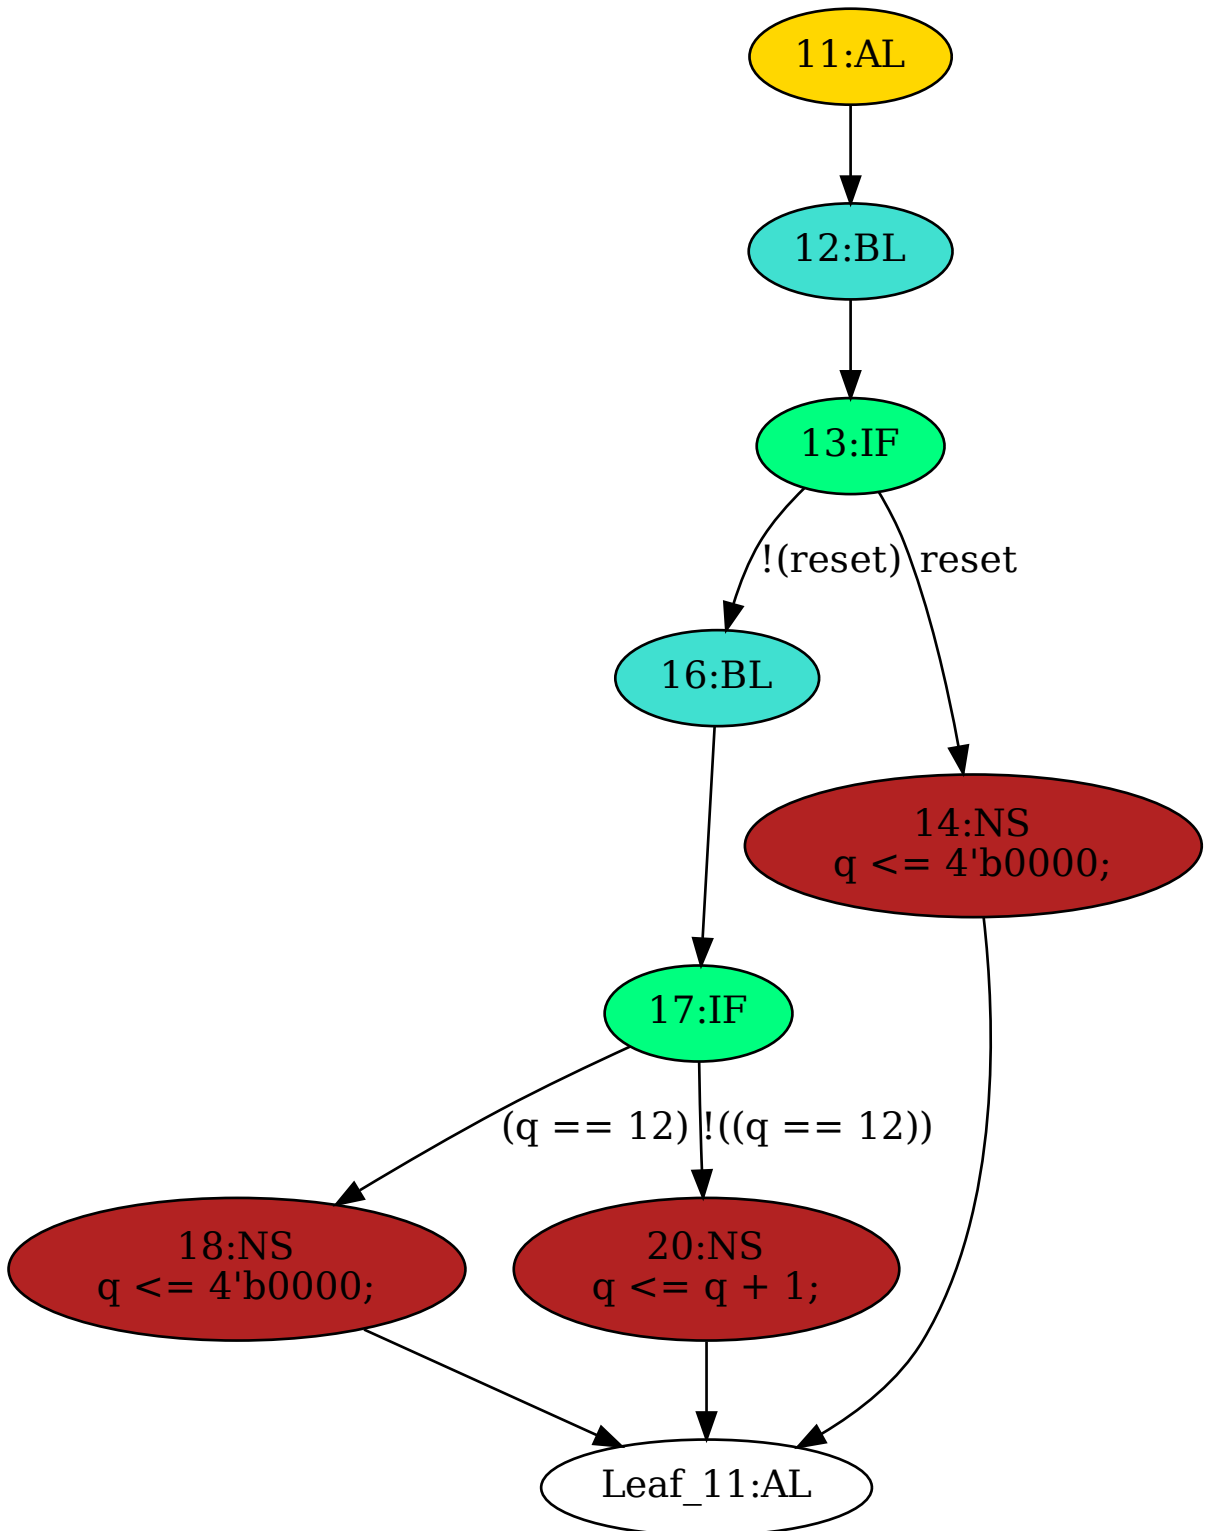 11:AL
12:BL
13:IF
!(reset)
reset
16:BL
14:NS
q <= 4'b0000;
17:IF
(q == 12)
!((q == 12))
18:NS
q <= 4'b0000;
20:NS
q <= q + 1;
Leaf_11:AL